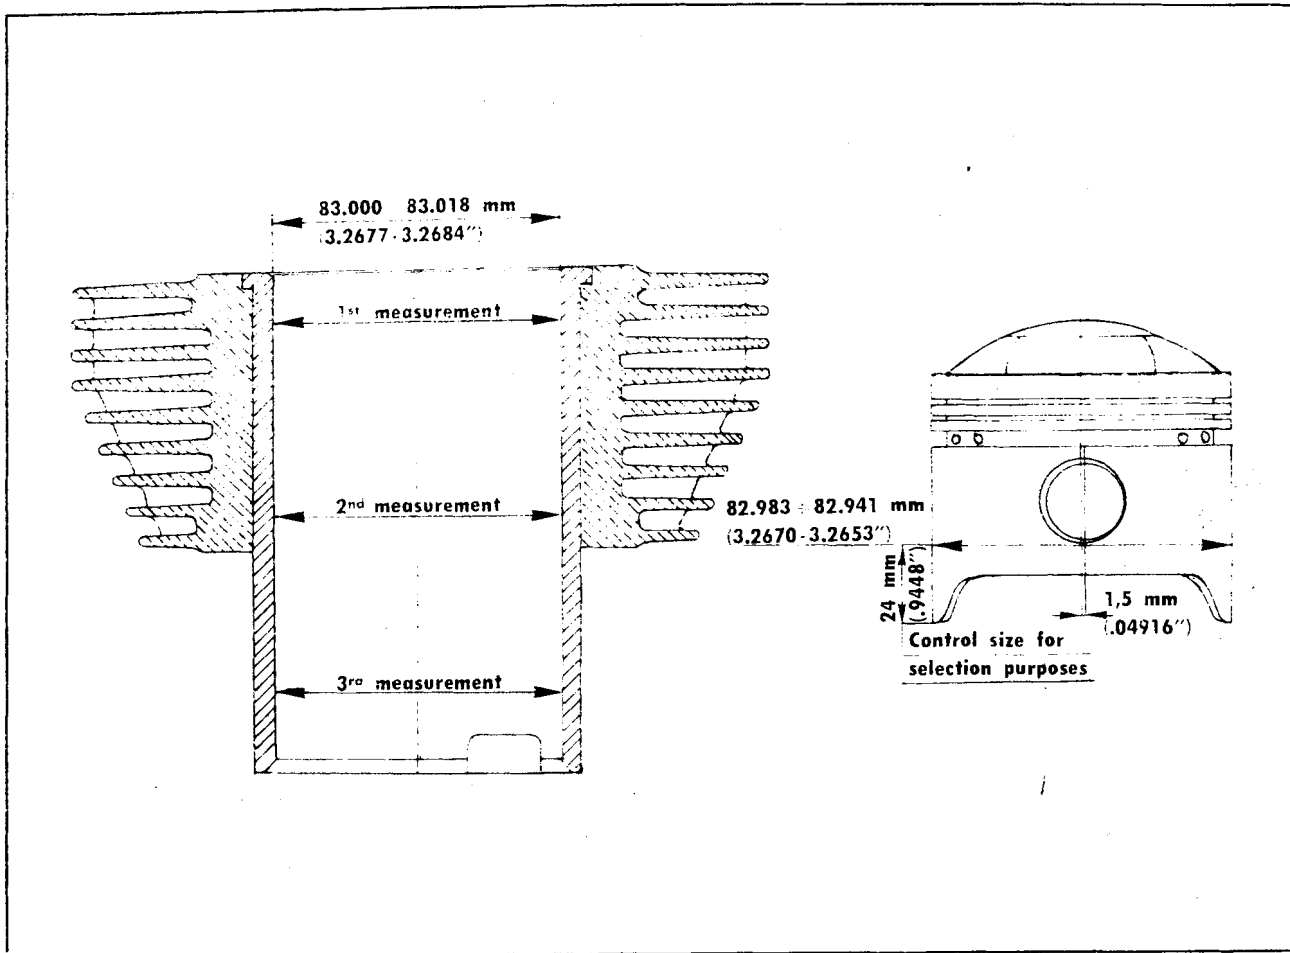 83.000 83.018 mm
(3.2677-3.2684")
1st measurement
2nd measurement
3rd measurement
82.983 ÷ 82.941 mm
(3.2670-3.2653")
24 mm
(.9448")
1,5 mm
(.04916")
Control size for
selection purposes